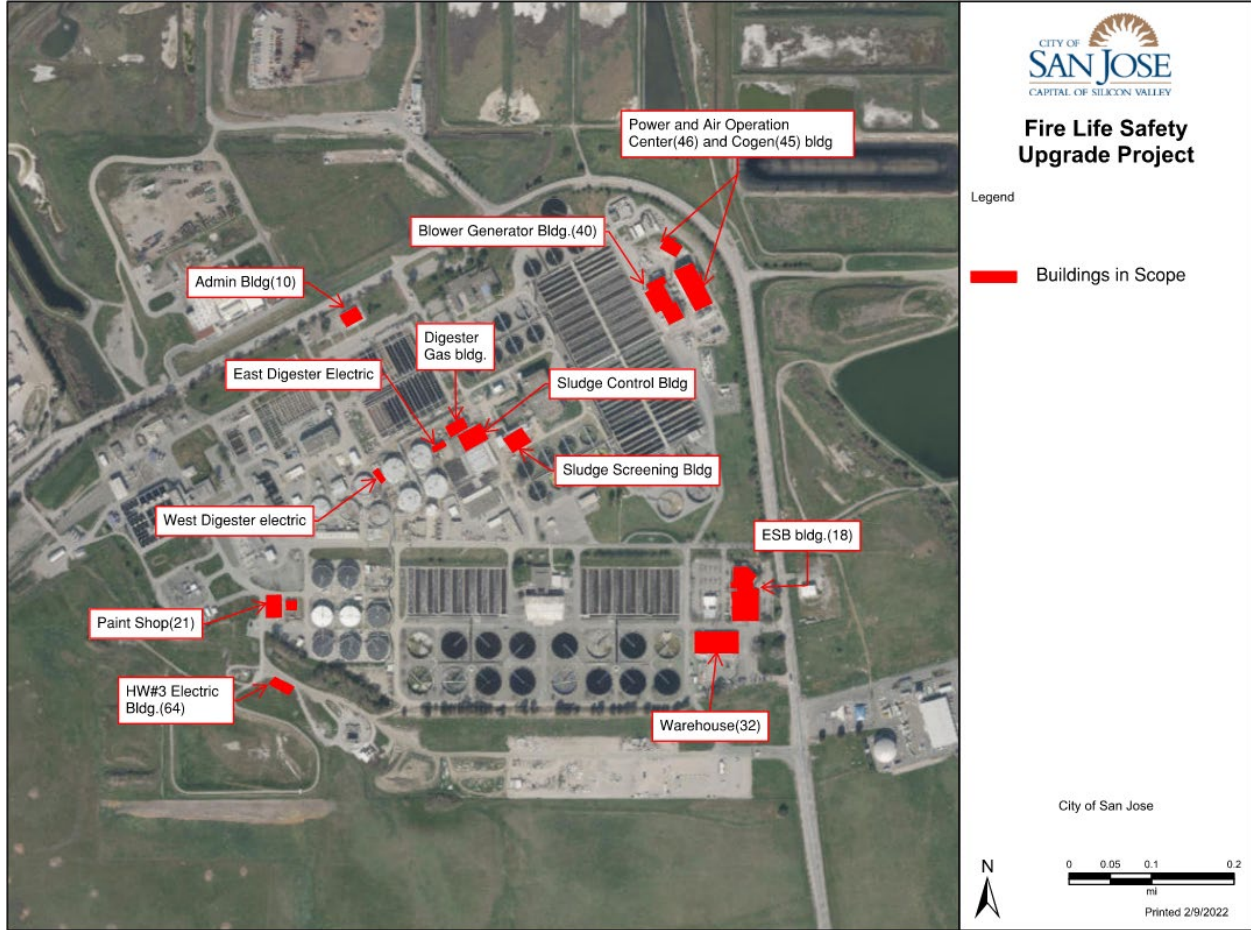 CITY OF
SAN JOSE
CAPITAL OF SILICON VALLEY
Fire Life Safety
Upgrade Project
Legend
Buildings in Scope
Power and Air Operation
Center(46) and Cogen(45) bldg
Blower Generator Bldg.(40)
Admin Bldg(10)
Digester
Gas bldg.
East Digester Electric
Sludge Control Bldg
Sludge Screening Bldg
West Digester electric
ESB bldg.(18)
Paint Shop(21)
HW#3 Electric
Bldg.(64)
Warehouse(32)
City of San Jose
N
0 0.05 0.1 0.2
mi
Printed 2/9/2022